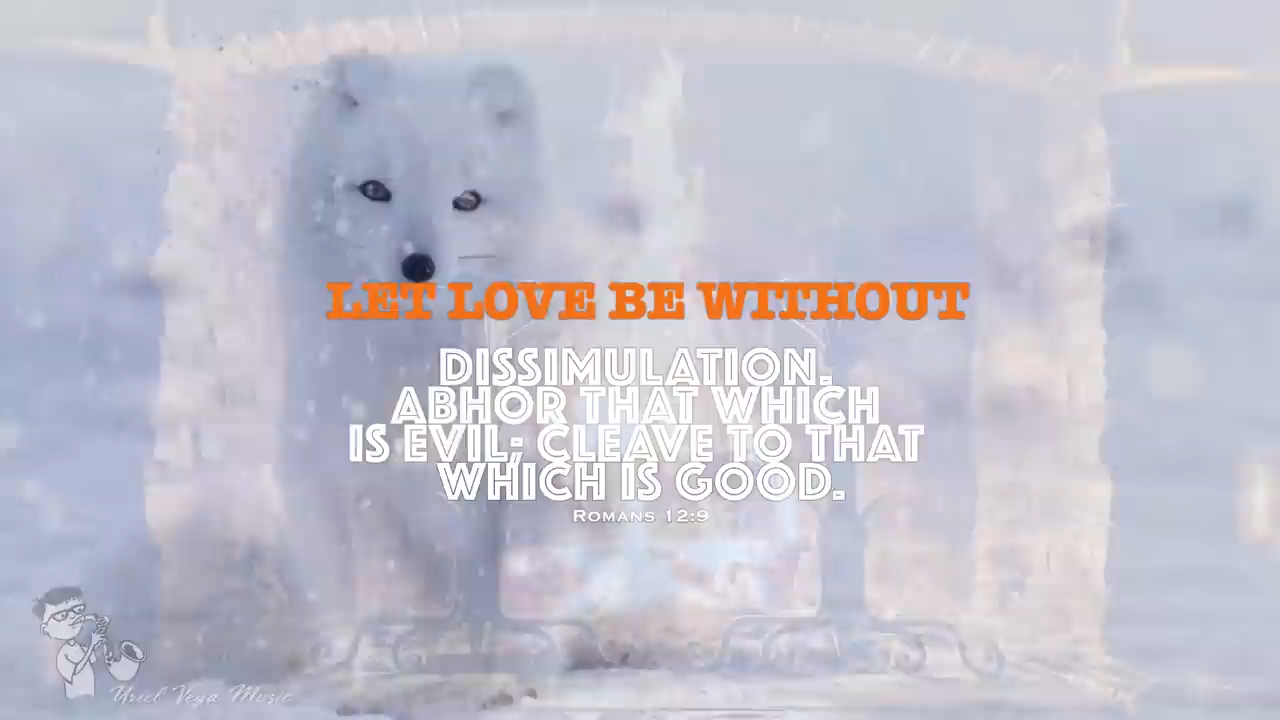 LET LOVE BE WITHOUT
DISSIMULATION.
ABHOR THAT WHICH
IS EVIL; CLEAVE TO THAT
WHICH IS GOOD.
ROMANS 12:9
Uriel Vega Music